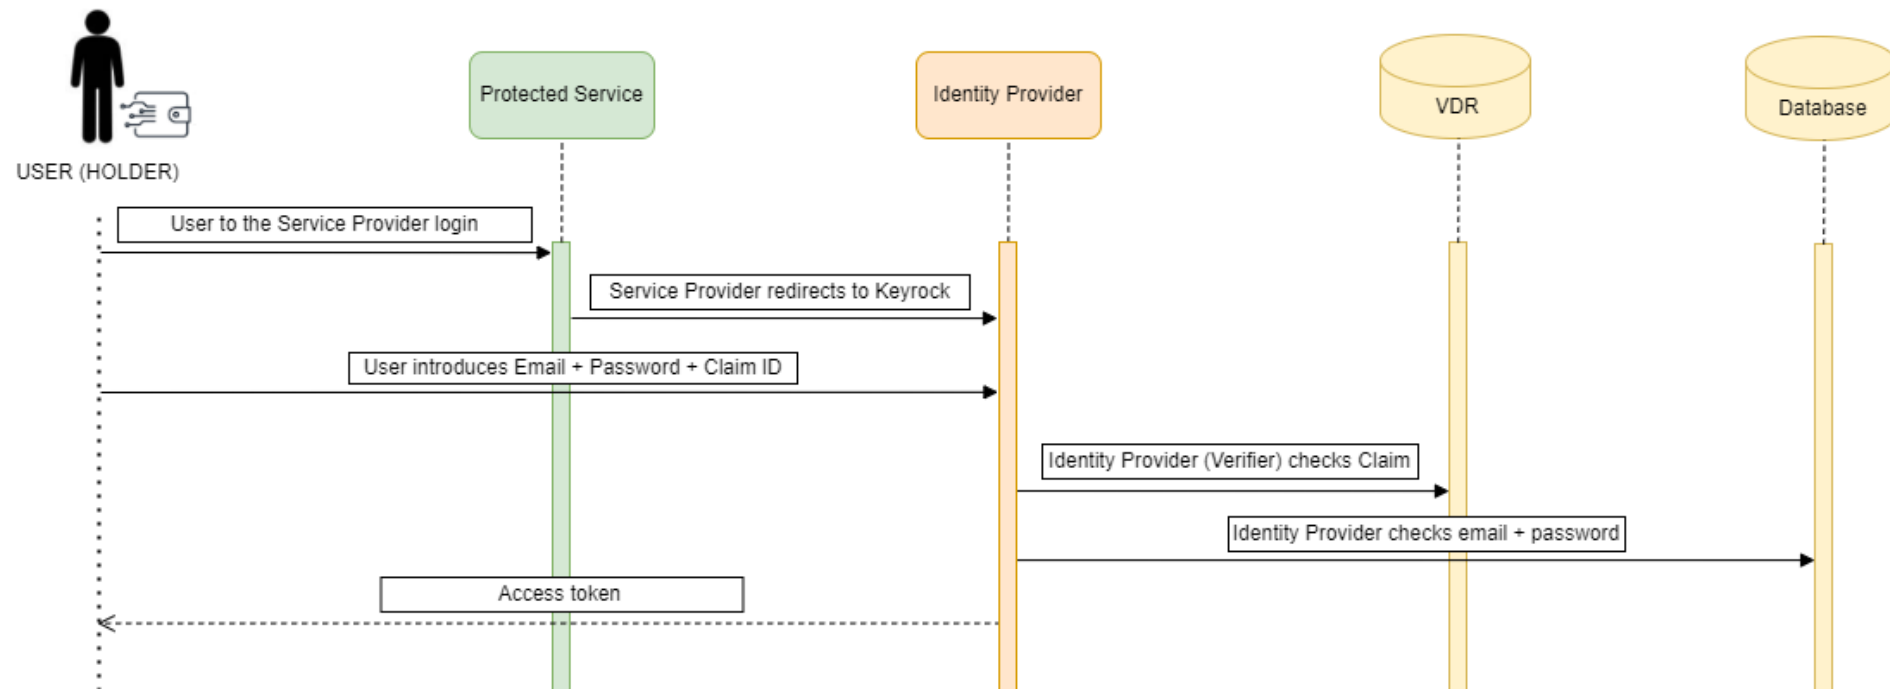 Protected Service
Identity Provider
VDR
Database
USER (HOLDER)
User to the Service Provider login
Service Provider redirects to Keyrock
User introduces Email + Password + Claim ID
Identity Provider (Verifier) checks Claim
Identity Provider checks email + password
Access token